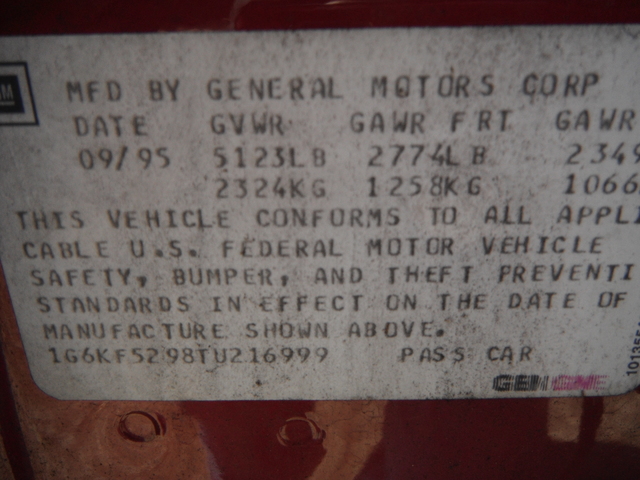 GM
MFD BY GENERAL MOTORS CORP
DATE GVWR GAWR FRT GAWR
09/95 5123LB 2774LB 2349
2324KG 1258KG 1066
THIS VEHICLE CONFORMS TO ALL APPLI
CABLE U.S. FEDERAL MOTOR VEHICLE
SAFETY, BUMPER, AND THEFT PREVENTI
STANDARDS IN EFFECT ON THE DATE OF
MANUFACTURE SHOWN ABOVE.
1G6KF5298TU216999 PASS CAR